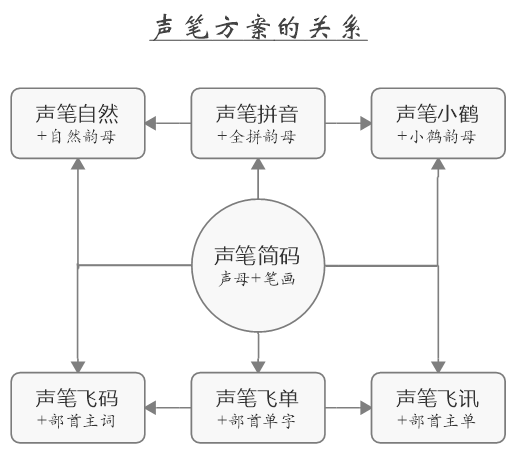 声笔方案的关系
声笔自然
+自然韵母
声笔拼音
+全拼韵母
声笔小鹤
+小鹤韵母
声笔简码
声母+笔画
声笔飞码
+部首主词
声笔飞单
+部首单字
声笔飞讯
+部首主单